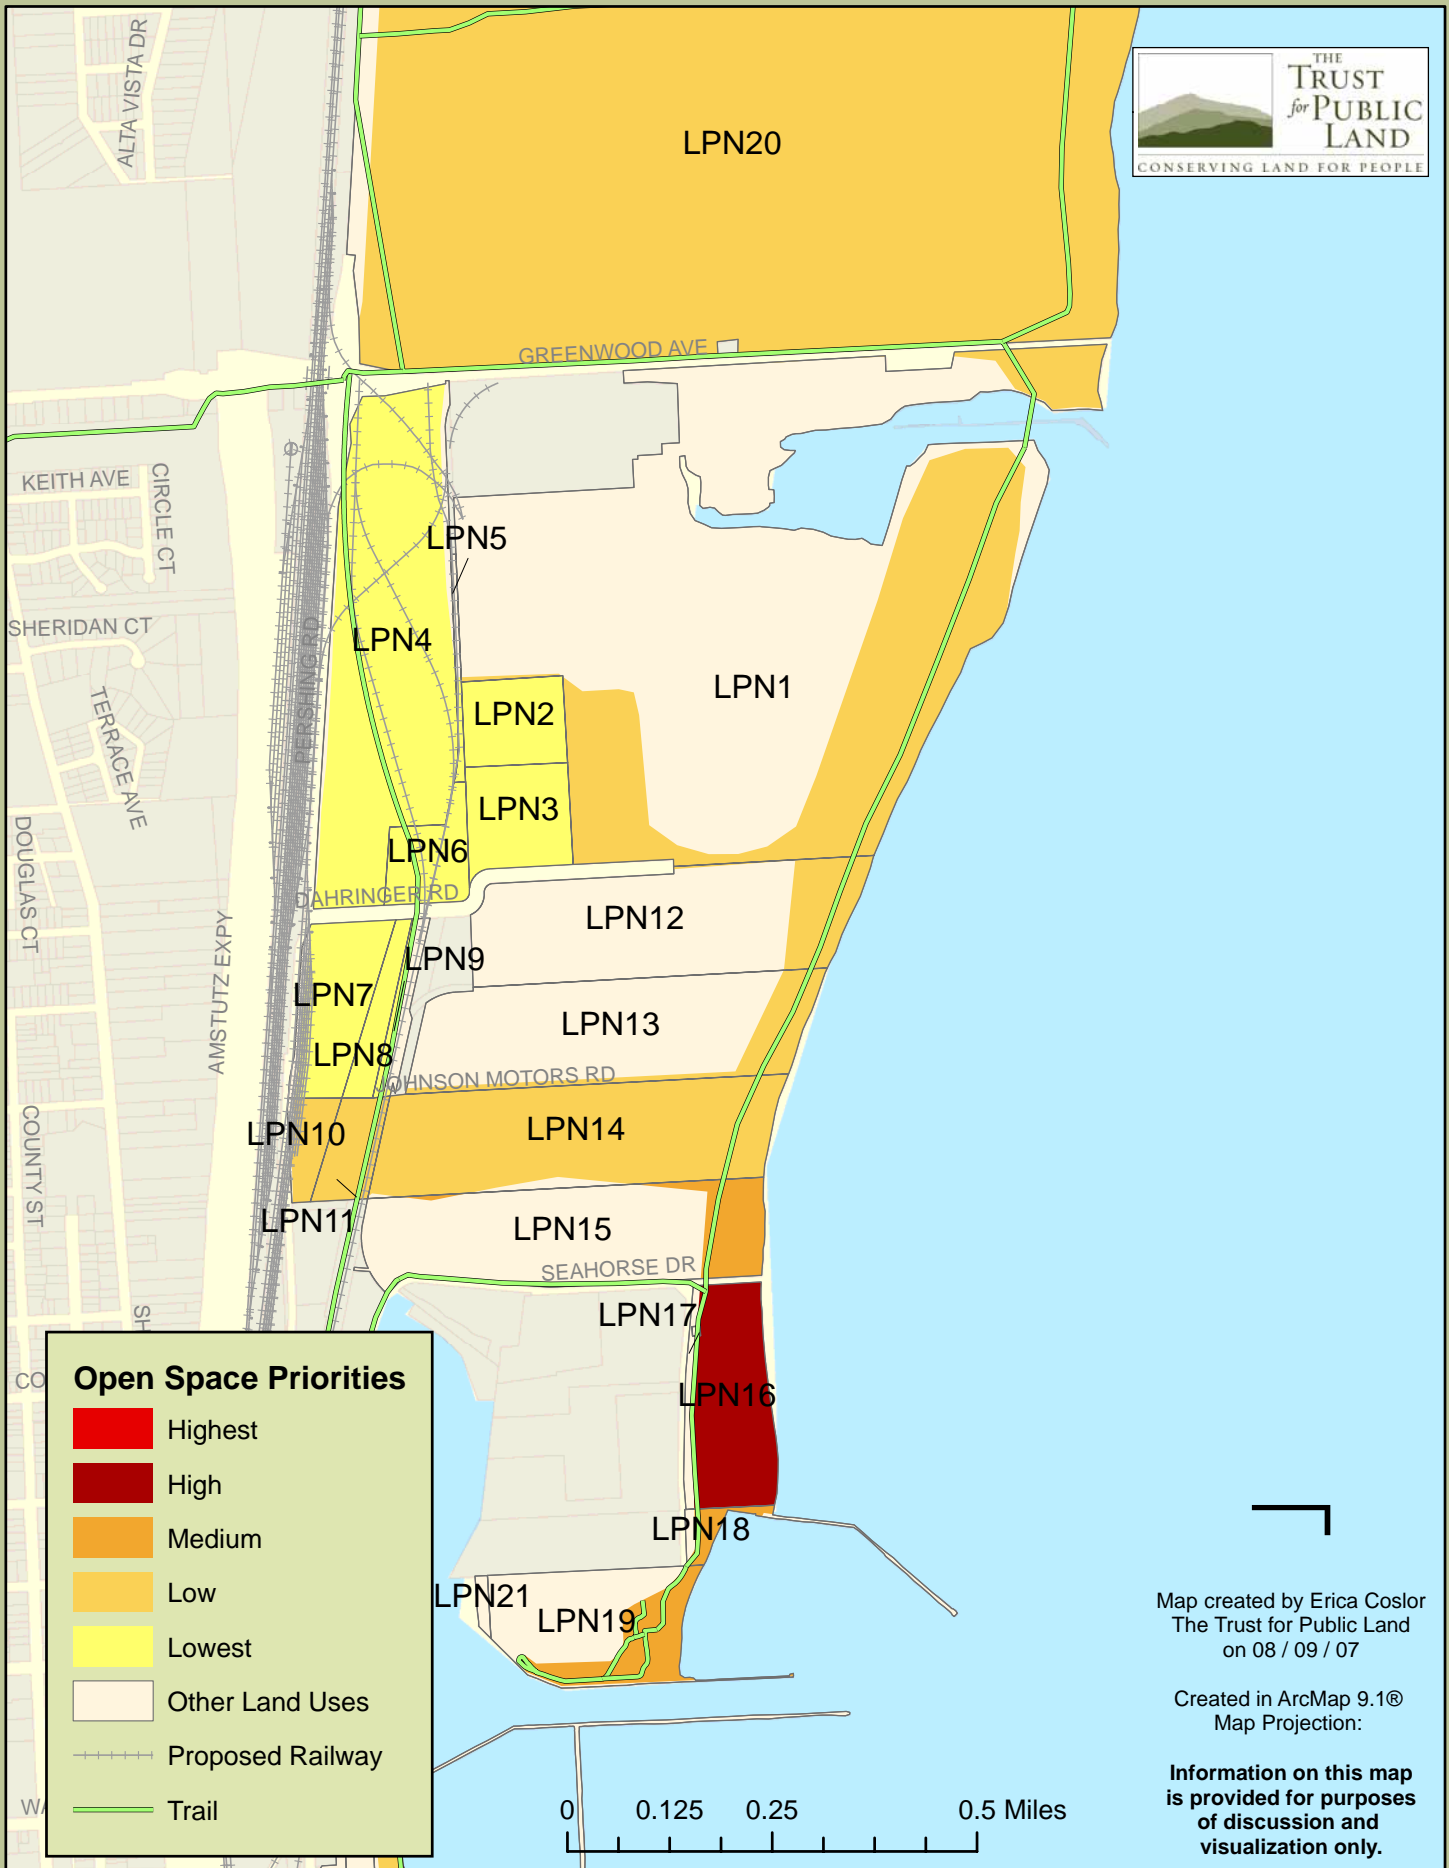 ALTA VISTA DR
THE
TRUST
for PUBLIC
LAND
CONSERVING LAND FOR PEOPLE
LPN20
GREENWOOD AVE
KEITH AVE
CIRCLE CT
LPN5
SHERIDAN CT
LPN4
PERSHING RD
LPN1
TERRACE AVE
LPN2
LPN3
LPN6
DOUGLAS CT
DAHRINGER RD
LPN12
AMSTUTZ EXPY
LPN9
LPN7
LPN13
LPN8
JOHNSON MOTORS RD
COUNTY ST
LPN10
LPN14
LPN11
LPN15
SEAHORSE DR
LPN17
SH
CO
LPN16
LPN18
LPN21
LPN19
WA
Open Space Priorities
Highest
High
Medium
Low
Lowest
Other Land Uses
Proposed Railway
Trail
0 0.125 0.25 0.5 Miles
Map created by Erica Coslor
The Trust for Public Land
on 08 / 09 / 07
Created in ArcMap 9.1®
Map Projection:
Information on this map
is provided for purposes
of discussion and
visualization only.